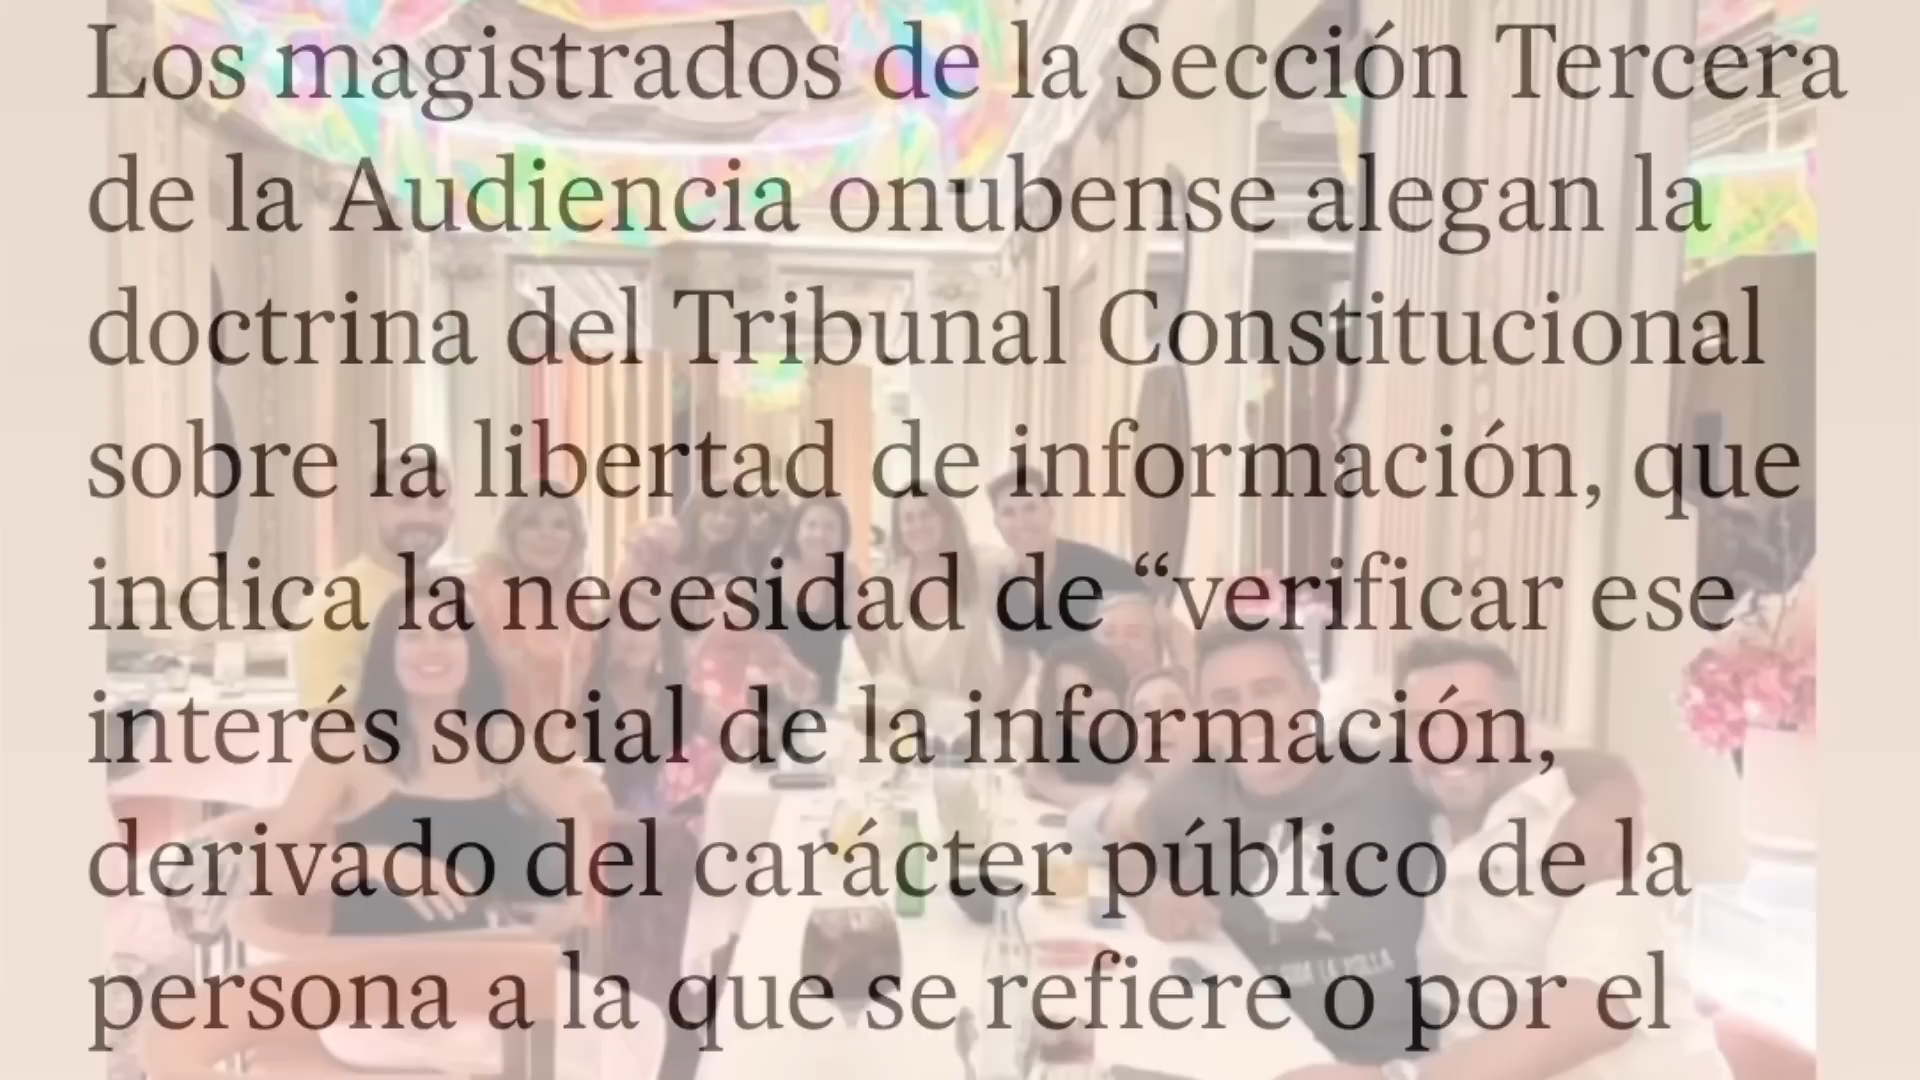 Los magistrados de la Sección Tercera
de la Audiencia onubense alegan la
doctrina del Tribunal Constitucional
sobre la libertad de información, que
indica la necesidad de “verificar ese
interés social de la información,
derivado del carácter público de la
persona a la que se refiere o por el